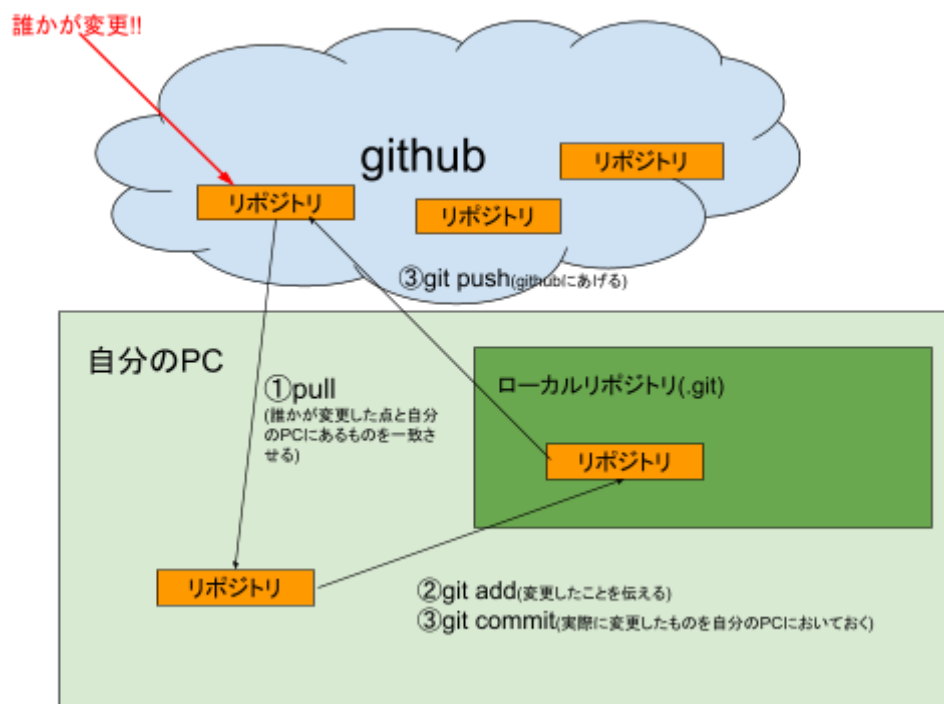 誰かが変更!!
github
リポジトリ
リポジトリ
リポジトリ
③git push(githubにあげる)
自分のPC
①pull
(誰かが変更した点と自分
のPCにあるものを一致さ
せる)
ローカルリポジトリ(.git)
リポジトリ
リポジトリ
②git add(変更したことを伝える)
③git commit(実際に変更したものを自分のPCにおいておく)